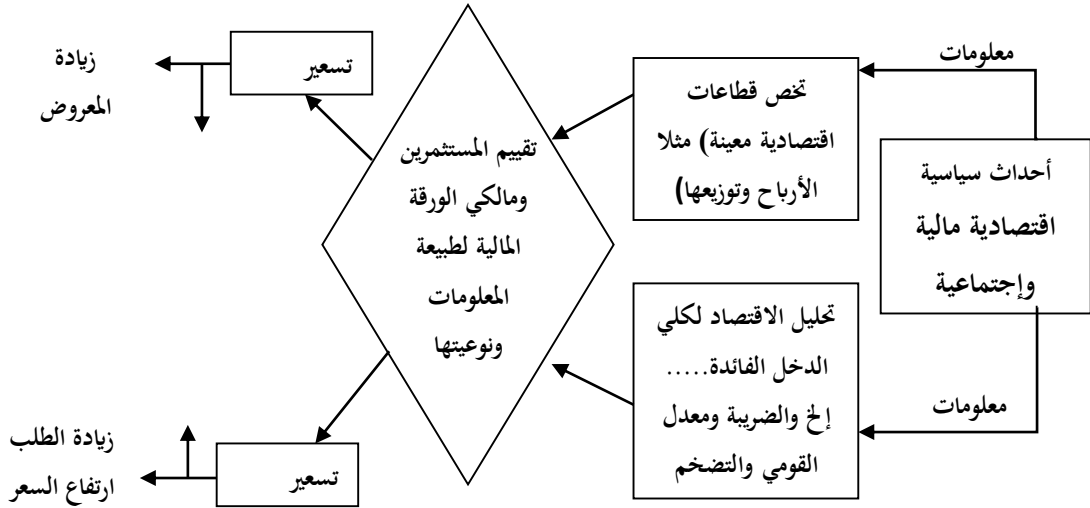 معلومات
أحداث سياسية
اقتصادية مالية
وإجتماعية
معلومات
تخص قطاعات
اقتصادية معينة) مثلا
الأرباح وتوزيعها)
تحليل الاقتصاد لكلي
الدخل الفائدة.....
إلخ والضريبة ومعدل
القومي والتضخم
تقييم المستثمرين
ومالكي الورقة
المالية لطبيعة
المعلومات
ونوعيتها
تسعير
زيادة
المعروض
تسعير
زيادة الطلب
ارتفاع السعر